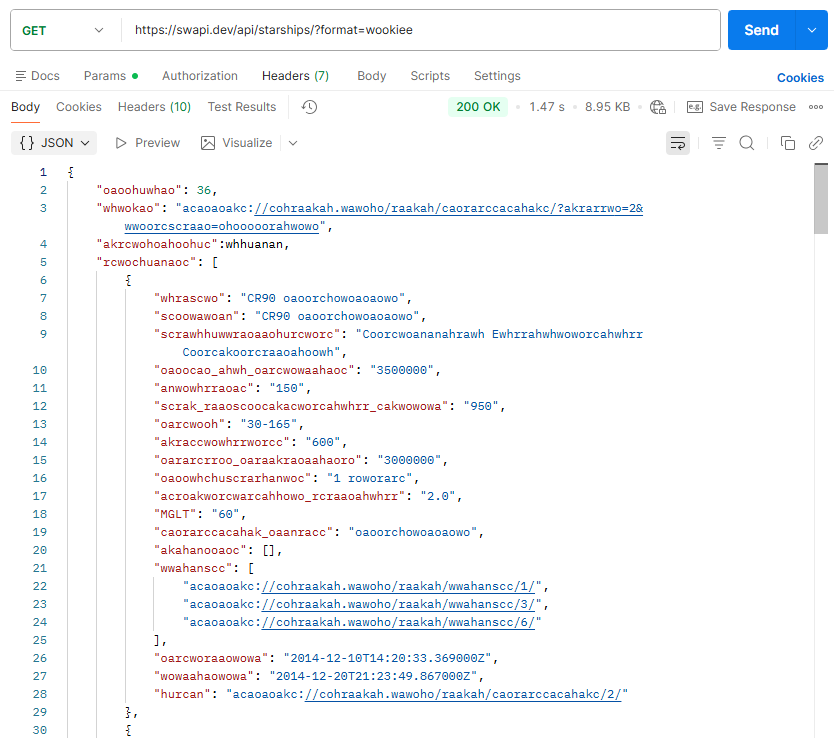 GET https://swapi.dev/api/starships/?format=wookiee Send
Docs Params Authorization Headers (7) Body Scripts Settings Cookies
Body Cookies Headers (10) Test Results 200 OK 1.47 s 8.95 KB e.g. Save Response
{} JSON Preview Visualize
1 {
2 "oaoohuwhao": 36,
3 "whwokao": "acaoaoakc://cohraakah.wawoho/raakah/caorarccacahakc/?akrarrwo=2&
wwoorcscraao=ohooooorahwowo",
4 "akrcwohoahoohuc":whhuanan,
5 "rcwochuanaoc": [
6 {
7 "whrascwo": "CR90 oaoorchowoaoaowo",
8 "scoowawoan": "CR90 oaoorchowoaoaowo",
9 "scrawhhuwwraoaaohurcworc": "Coorcwoananahrawh Ewhrrahwhwoworcahwhrr
Coorcakoorcraaoahoowh",
10 "oaoocao_ahwh_oarcwowaahaoc": "3500000",
11 "anwowhrraoac": "150",
12 "scrak_raaoscoocakacworcahwhrr_cakwowowa": "950",
13 "oarcwooh": "30-165",
14 "akraccwowhrrworcc": "600",
15 "oararcrroo_oaraakraoaahaoro": "3000000",
16 "oaoowhchuscrarhanwoc": "1 roworarc",
17 "acroakworcwarcahhowo_rcraaoahwhrr": "2.0",
18 "MGLT": "60",
19 "caorarccacahak_oaanracc": "oaoorchowoaoaowo",
20 "akahanooaoc": [],
21 "wwahanscc": [
22 "acaoaoakc://cohraakah.wawoho/raakah/wwahanscc/1/",
23 "acaoaoakc://cohraakah.wawoho/raakah/wwahanscc/3/",
24 "acaoaoakc://cohraakah.wawoho/raakah/wwahanscc/6/"
25 ],
26 "oarcworaaowowa": "2014-12-10T14:20:33.369000Z",
27 "wowaahaowowa": "2014-12-20T21:23:49.867000Z",
28 "hurcan": "acaoaoakc://cohraakah.wawoho/raakah/caorarccacahakc/2/"
29 },
30 {